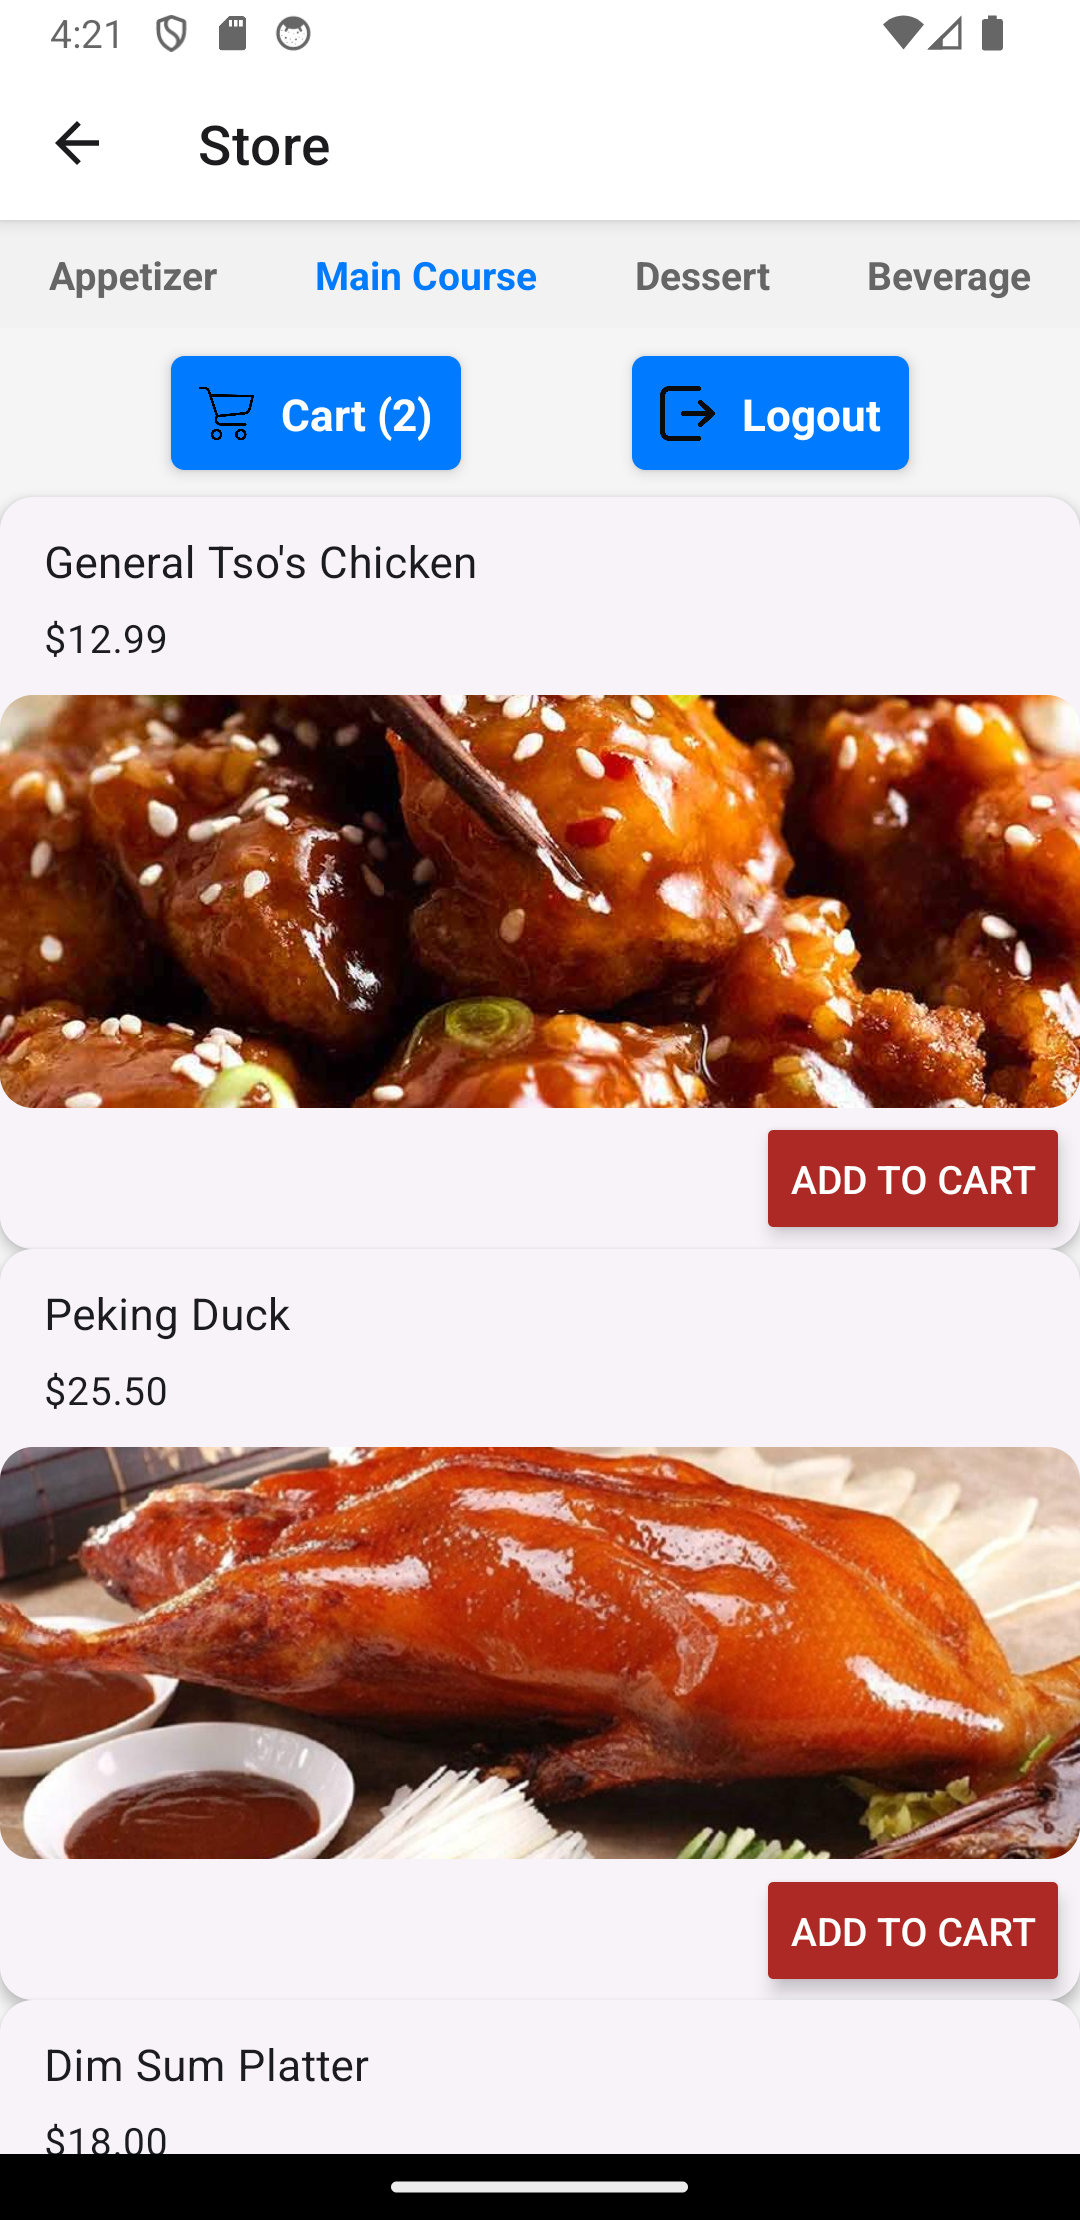 4:21
Store
Appetizer Main Course Dessert Beverage
Cart (2) Logout
General Tso's Chicken
$12.99
ADD TO CART
Peking Duck
$25.50
ADD TO CART
Dim Sum Platter
$18.00